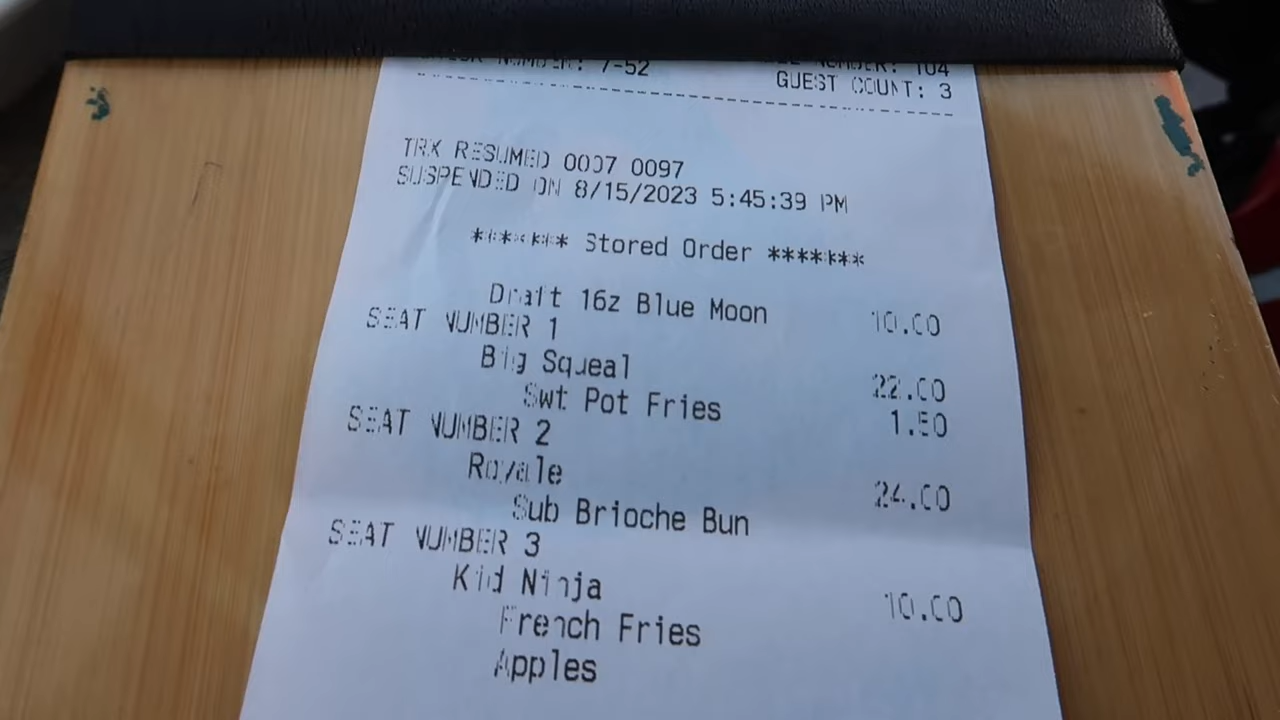 NUMBER: 7-52 NUMBER: 104
GUEST COUNT: 3
TRX RESUMED 0007 0097
SUSPENDED ON 8/15/2023 5:45:39 PM
******* Stored Order *******
Draft 16z Blue Moon 10.00
SEAT NUMBER 1
Big Squeal 22.00
Swt Pot Fries 1.50
SEAT NUMBER 2
Royale 24.00
Sub Brioche Bun
SEAT NUMBER 3
Kid Ninja 10.00
French Fries
Apples